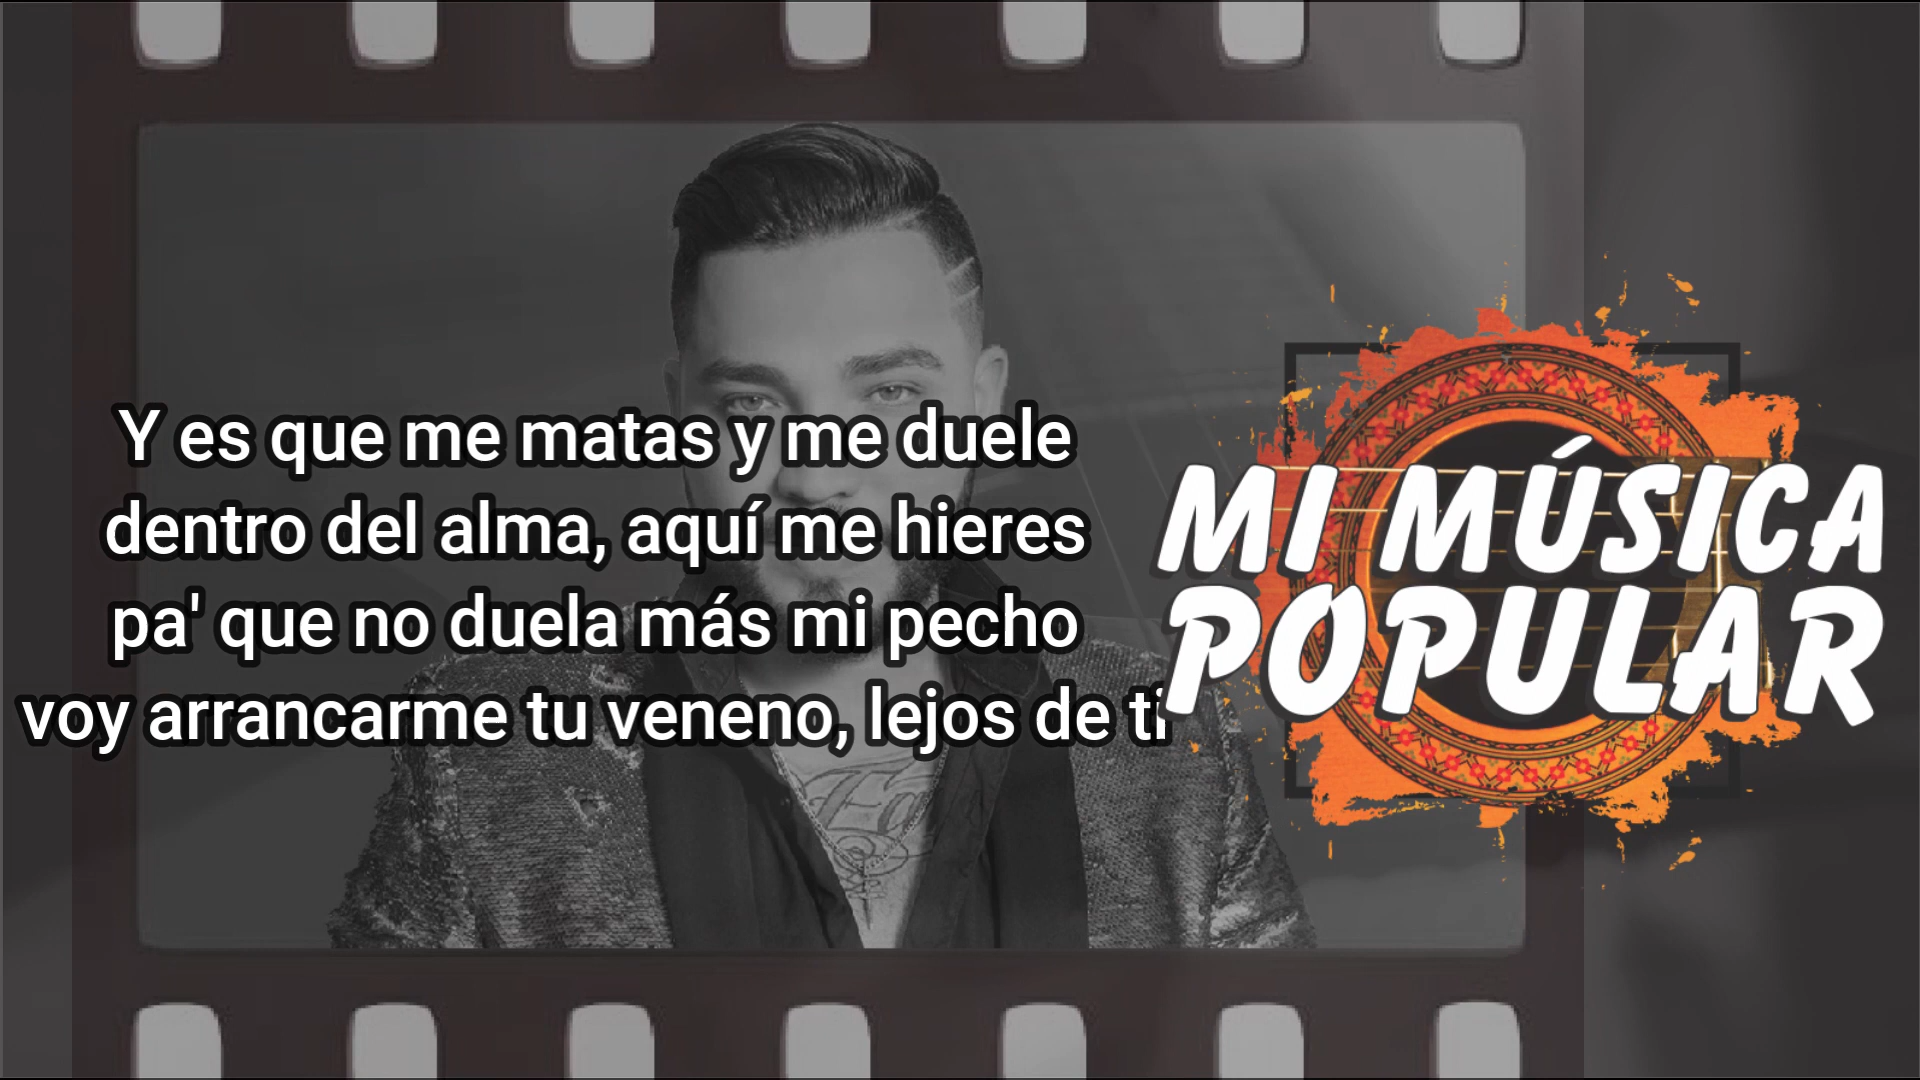 Y es que me matas y me duele
dentro del alma, aquí me hieres
pa' que no duela más mi pecho
voy arrancarme tu veneno, lejos de ti
MI MÚSICA
POPULAR